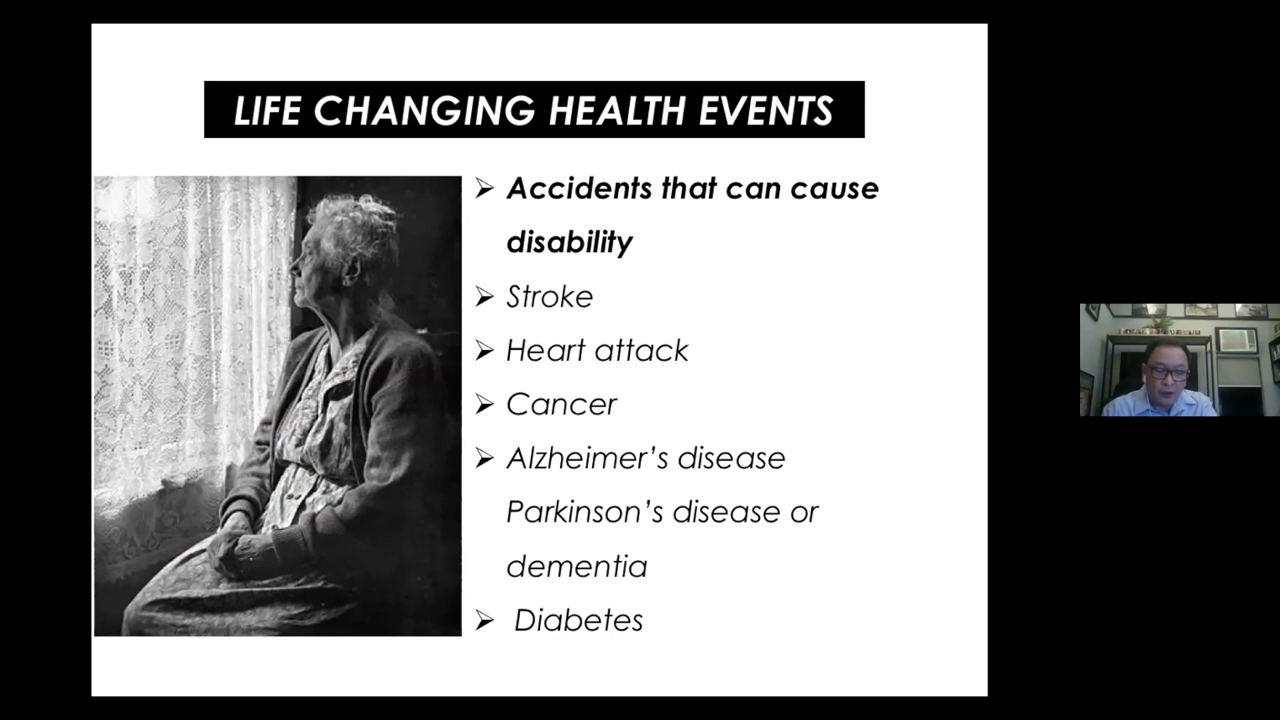 LIFE CHANGING HEALTH EVENTS
➢ Accidents that can cause
disability
➢ Stroke
➢ Heart attack
➢ Cancer
➢ Alzheimer’s disease
Parkinson’s disease or
dementia
➢ Diabetes